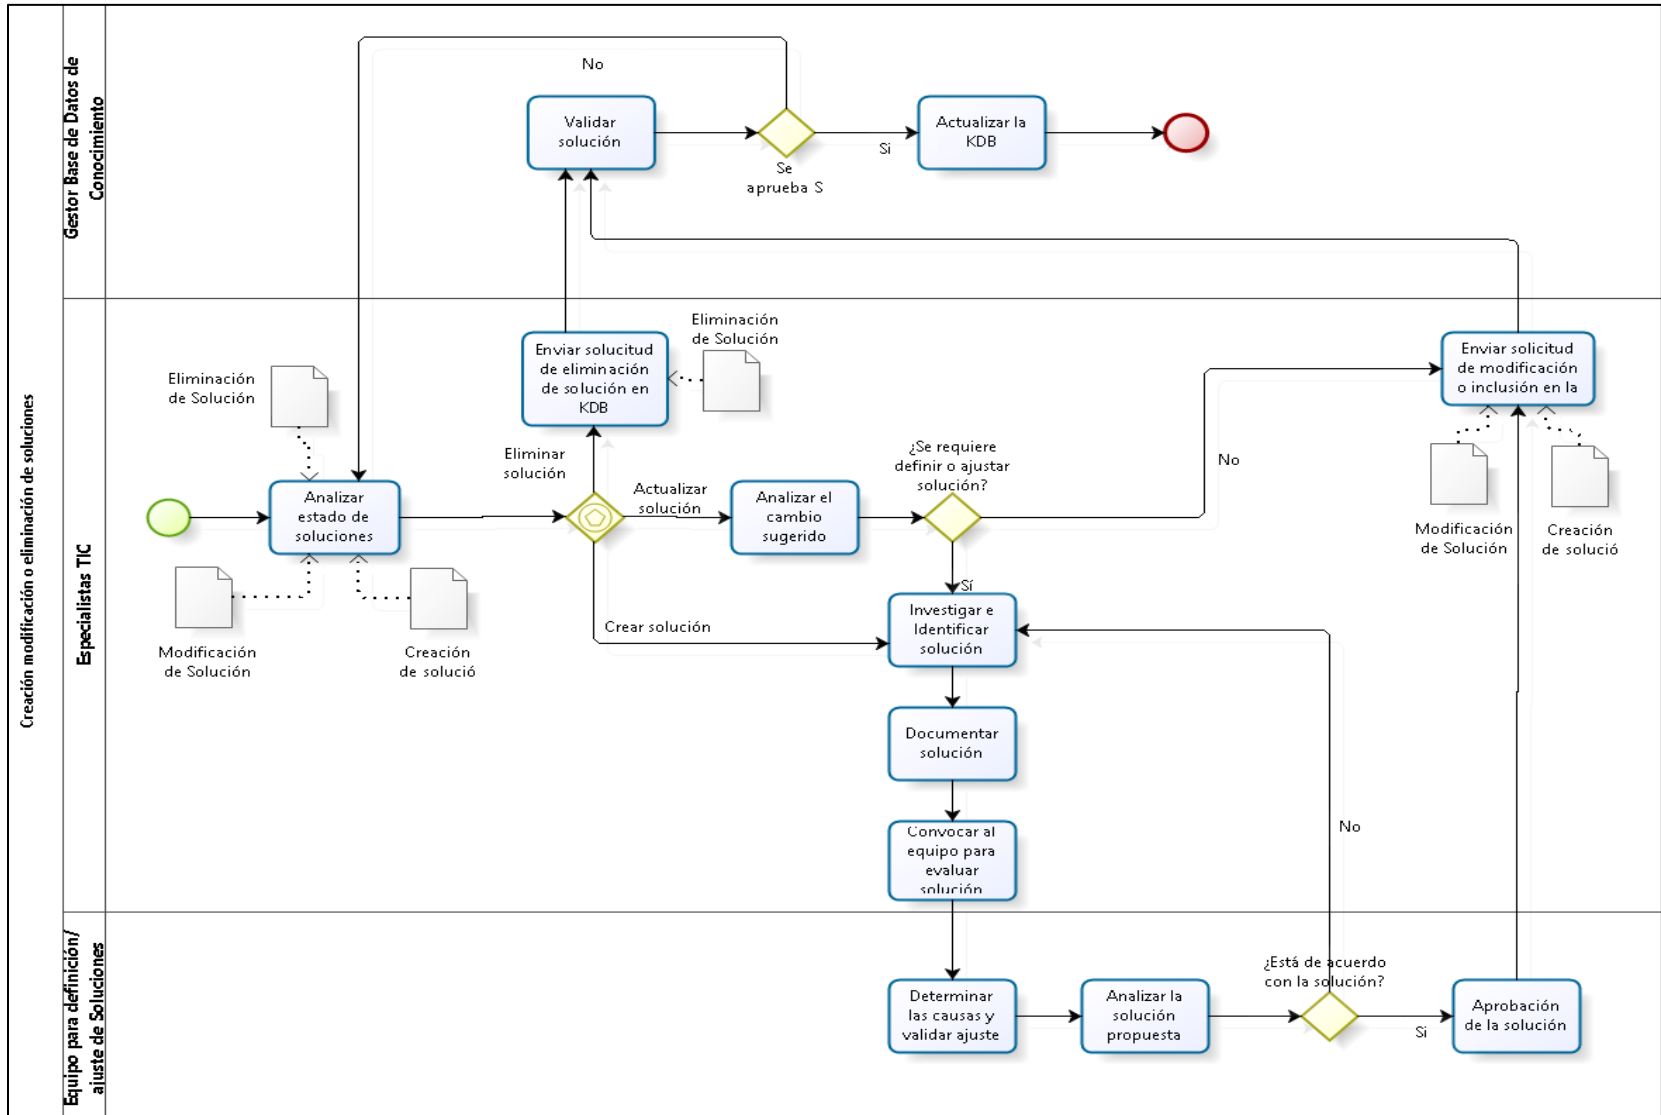 Creación modificación o eliminación de soluciones
Gestor Base de Datos de
Conocimiento
No
Validar
solución
Se
aprueba S
Si
Actualizar la
KDB
Especialistas TIC
Eliminación
de Solución
Analizar
estado de
soluciones
Modificación
de Solución
Creación
de solució
Enviar solucitud
de eliminación
de solución en
KDB
Eliminación
de Solución
Eliminar
solución
Actualizar
solución
Crear solución
Analizar el
cambio
sugerido
¿Se requiere
definir o ajustar
solución?
No
Sí
Enviar solicitud
de modificación
o inclusión en la
Modificación
de Solución
Creación
de solució
Investigar e
Identificar
solución
Documentar
solución
Convocar al
equipo para
evaluar
solución
No
Equipo para definición/
ajuste de Soluciones
Determinar
las causas y
validar ajuste
Analizar la
solución
propuesta
¿Está de acuerdo
con la solución?
Si
Aprobación
de la solución